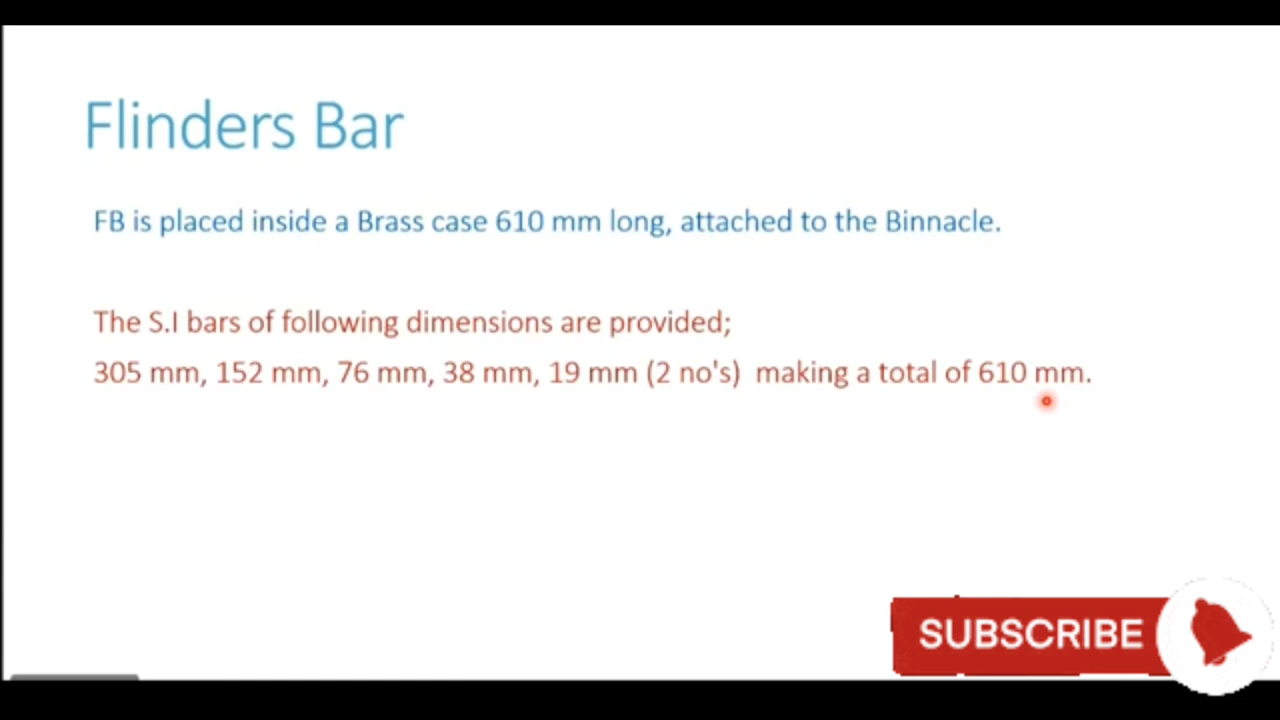 Flinders Bar
FB is placed inside a Brass case 610 mm long, attached to the Binnacle.
The S.I bars of following dimensions are provided;
305 mm, 152 mm, 76 mm, 38 mm, 19 mm (2 no's) making a total of 610 mm.
SUBSCRIBE